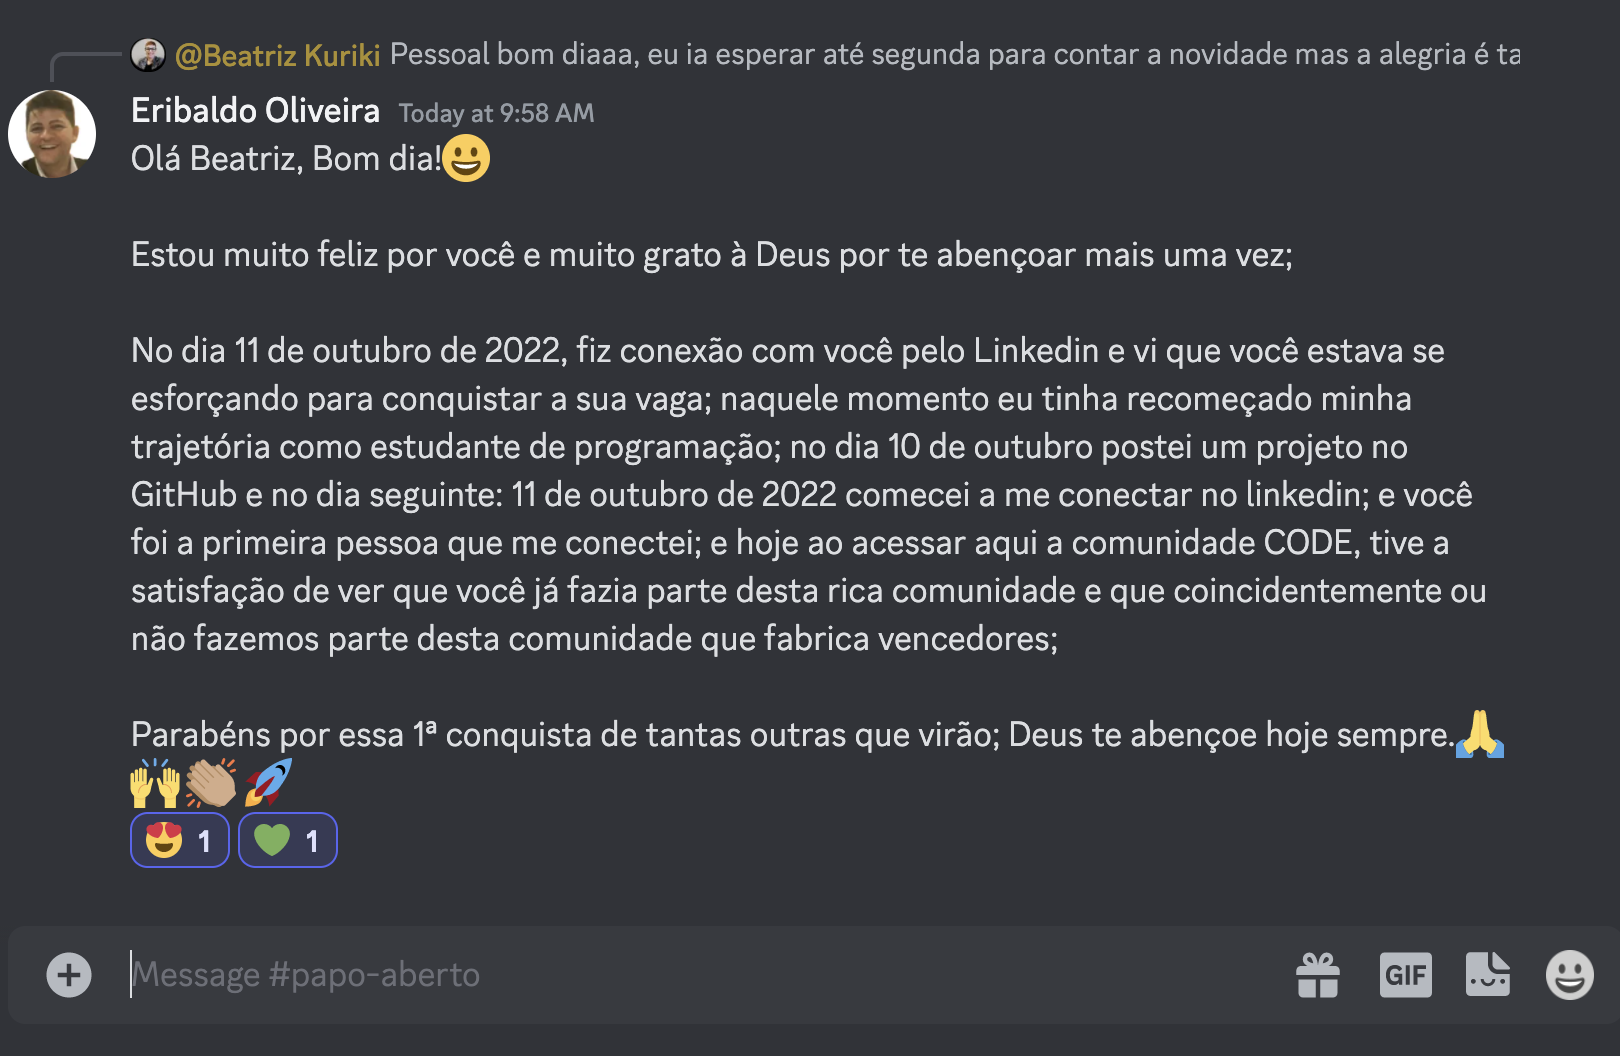 @Beatriz Kuriki Pessoal bom diaaa, eu ia esperar até segunda para contar a novidade mas a alegria é ta
Eribaldo Oliveira Today at 9:58 AM
Olá Beatriz, Bom dia!😀
Estou muito feliz por você e muito grato à Deus por te abençoar mais uma vez;
No dia 11 de outubro de 2022, fiz conexão com você pelo Linkedin e vi que você estava se
esforçando para conquistar a sua vaga; naquele momento eu tinha recomeçado minha
trajetória como estudante de programação; no dia 10 de outubro postei um projeto no
GitHub e no dia seguinte: 11 de outubro de 2022 comecei a me conectar no linkedin; e você
foi a primeira pessoa que me conectei; e hoje ao acessar aqui a comunidade CODE, tive a
satisfação de ver que você já fazia parte desta rica comunidade e que coincidentemente ou
não fazemos parte desta comunidade que fabrica vencedores;
Parabéns por essa 1ª conquista de tantas outras que virão; Deus te abençoe hoje sempre.🙏
🙌👏🏼🚀
😍 1 💚 1
Message #papo-aberto
GIF